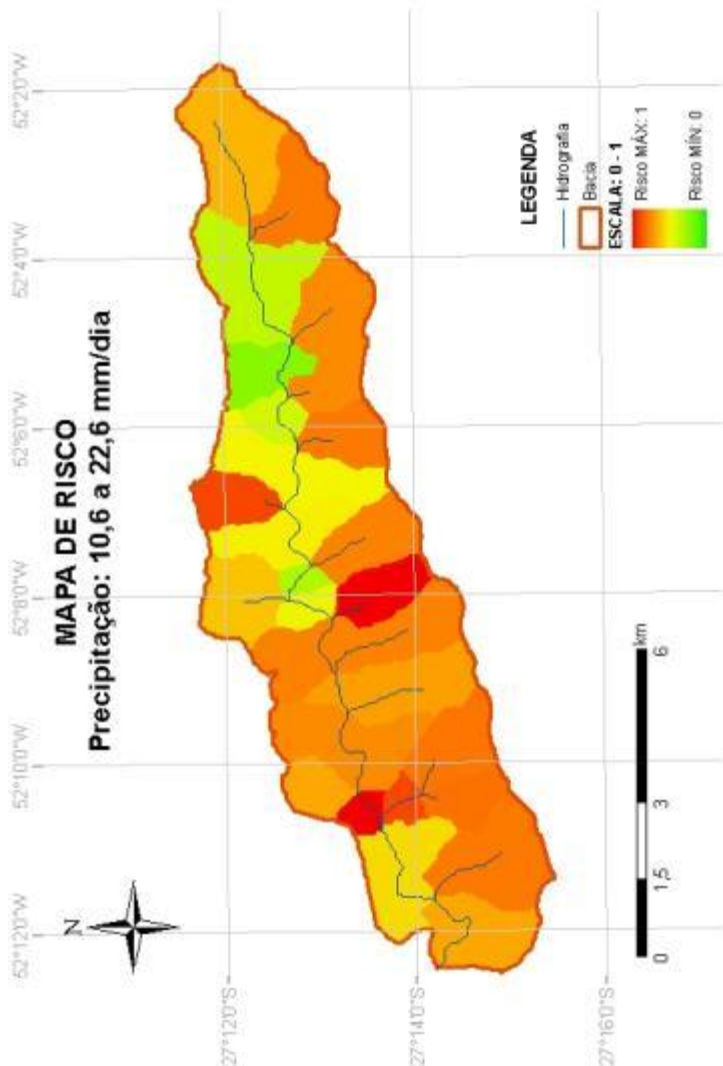 MAPA DE RISCO
Precipitação: 10,6 a 22,6 mm/dia
52°12'0"W
52°10'0"W
52°8'0"W
52°6'0"W
52°4'0"W
52°2'0"W
N
27°12'0"S
27°14'0"S
27°16'0"S
LEGENDA
Hidrografia
Bacia
ESCALA: 0 - 1
Risco MÁX: 1
Risco MÍN: 0
0
1,5
3
6
km